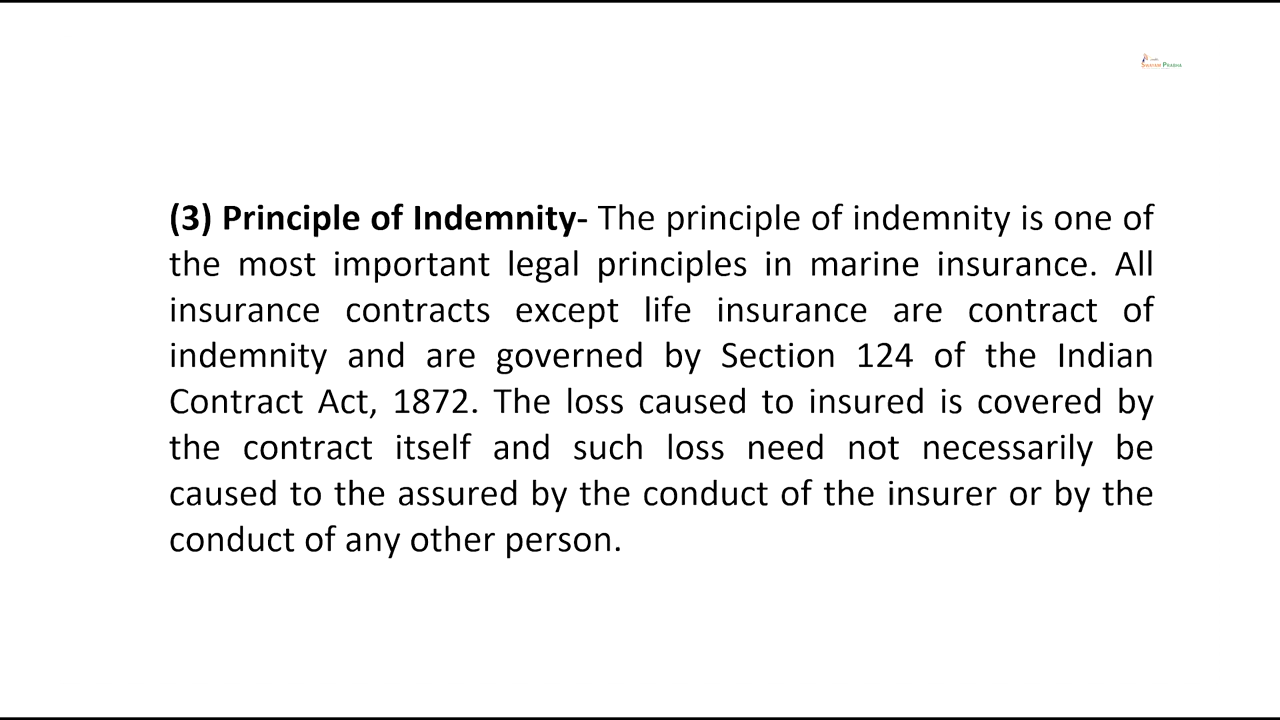 Swayam Prabha
(3) Principle of Indemnity- The principle of indemnity is one of
the most important legal principles in marine insurance. All
insurance contracts except life insurance are contract of
indemnity and are governed by Section 124 of the Indian
Contract Act, 1872. The loss caused to insured is covered by
the contract itself and such loss need not necessarily be
caused to the assured by the conduct of the insurer or by the
conduct of any other person.